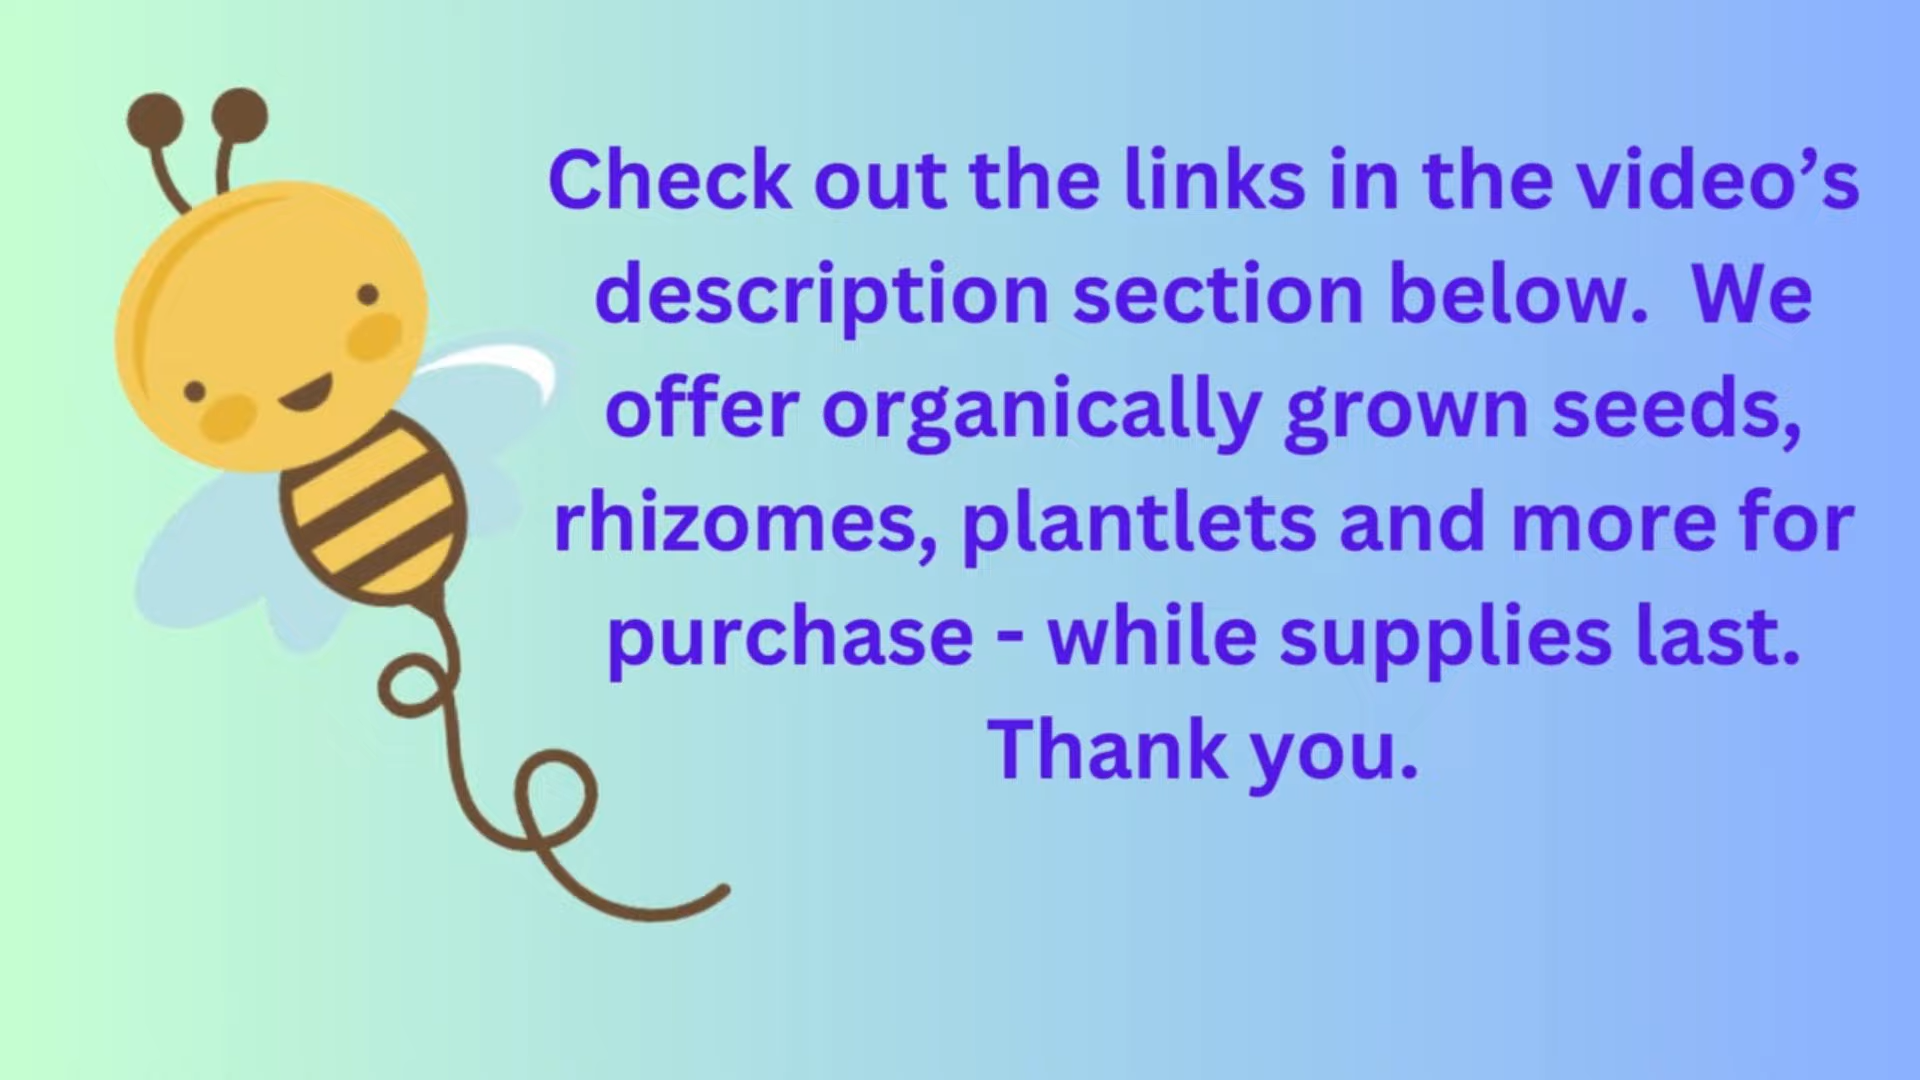 Check out the links in the video’s
description section below.  We
offer organically grown seeds,
rhizomes, plantlets and more for
purchase - while supplies last.
Thank you.